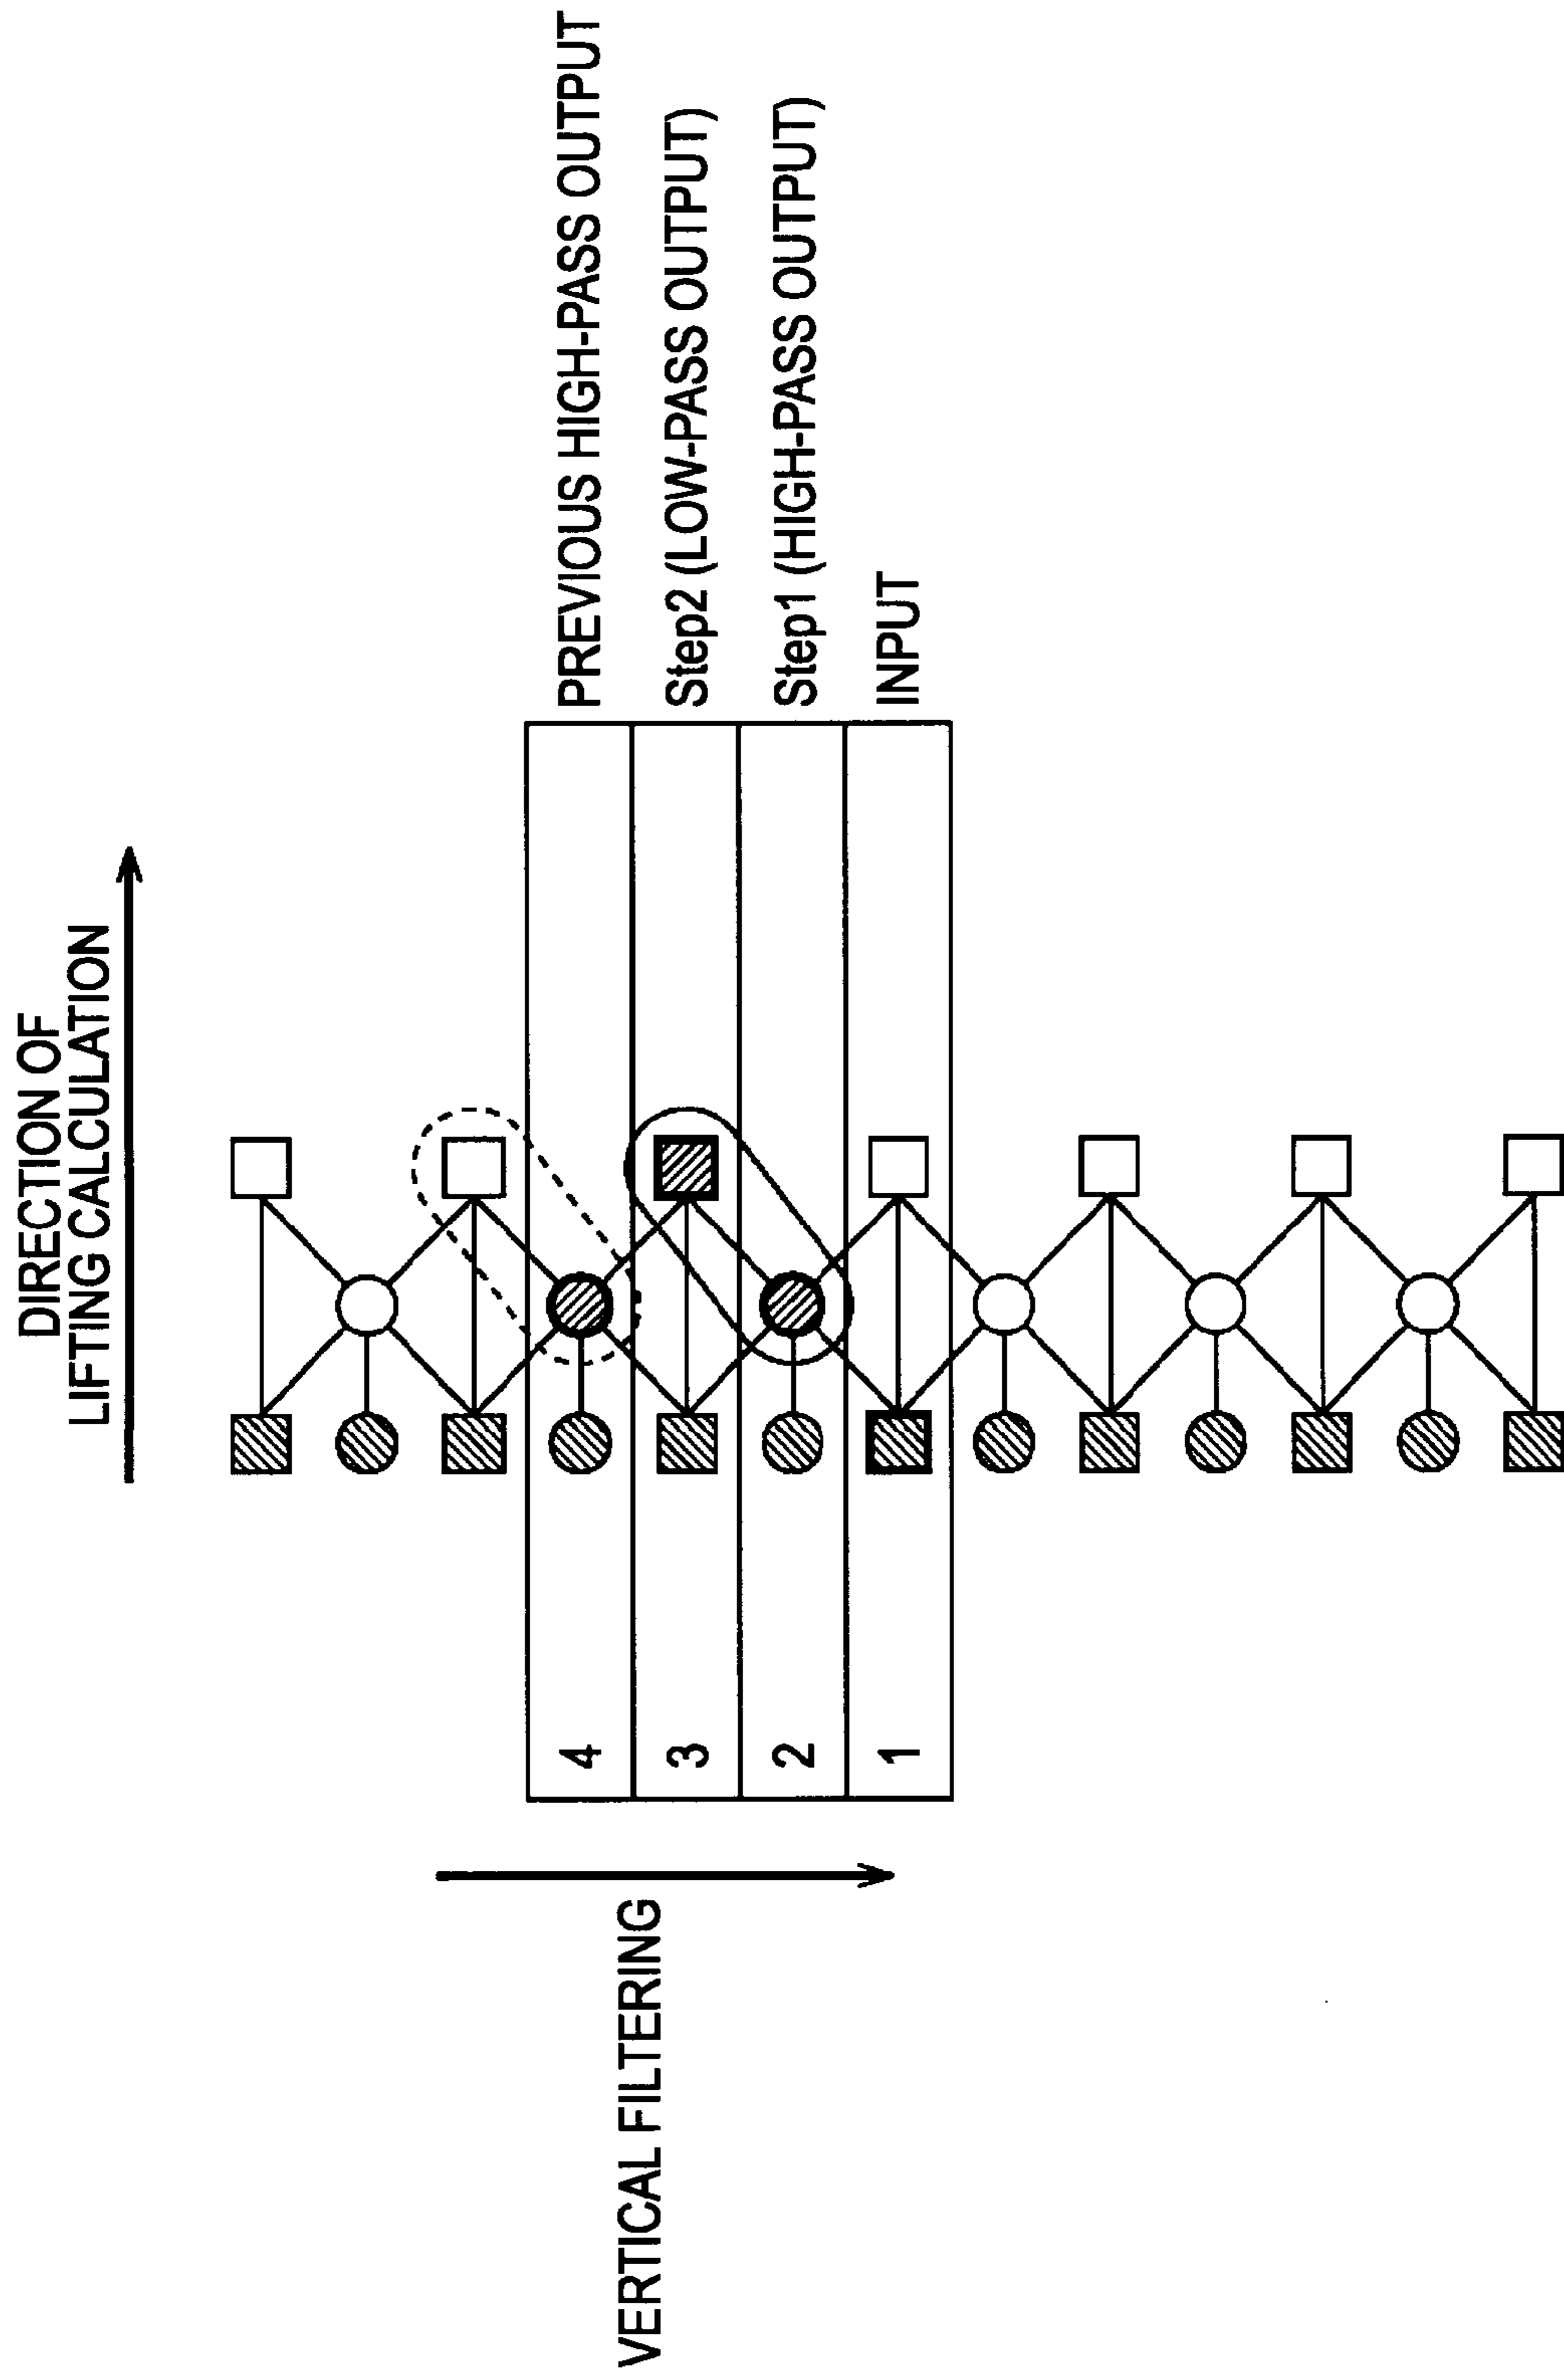 DIRECTION OF
LIFTING CALCULATION
VERTICAL FILTERING
4
PREVIOUS HIGH-PASS OUTPUT
3
Step2 (LOW-PASS OUTPUT)
2
Step1 (HIGH-PASS OUTPUT)
1
INPUT